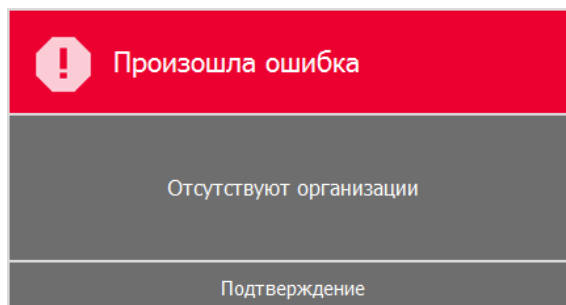 Произошла ошибка
Отсутствуют организации
Подтверждение